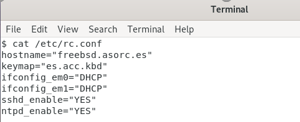 Terminal
File Edit View Search Terminal Help
$ cat /etc/rc.conf
hostname="freebsd.asorc.es"
keymap="es.acc.kbd"
ifconfig_em0="DHCP"
ifconfig_em1="DHCP"
sshd_enable="YES"
ntpd_enable="YES"